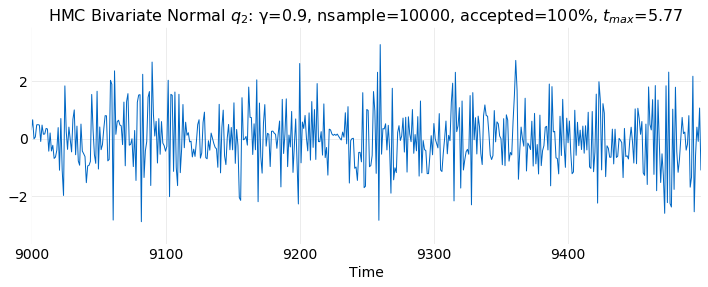 HMC Bivariate Normal q₂: γ=0.9, nsample=10000, accepted=100%, tₘₐₓ=5.77
2
0
−2
9000 9100 9200 9300 9400
Time